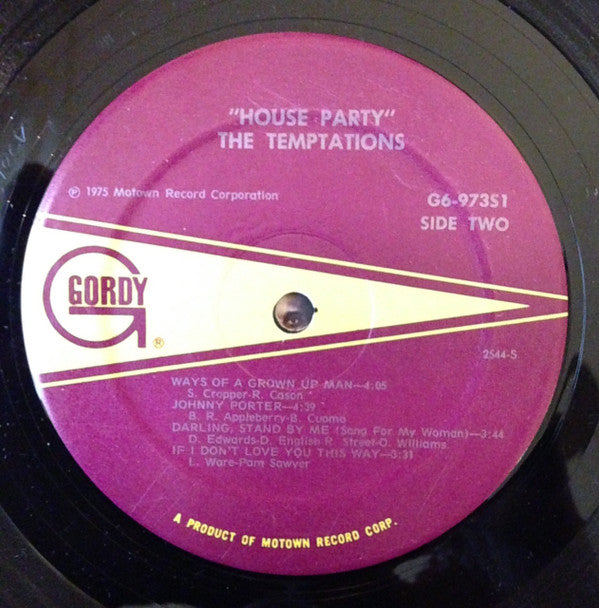 "HOUSE PARTY"
THE TEMPTATIONS
℗ 1975 Motown Record Corporation
G6-973S1
SIDE TWO
GORDY
®
2544-S
WAYS OF A GROWN UP MAN—4:05
S. Cropper-R. Cason
JOHNNY PORTER—4:39
B. R. Appleberry-B. Cuomo
DARLING, STAND BY ME (Song For My Woman)—3:44
D. Edwards-D. English-R. Street-O. Williams
IF I DON'T LOVE YOU THIS WAY—3:31
L. Ware-Pam Sawyer
A PRODUCT OF MOTOWN RECORD CORP.